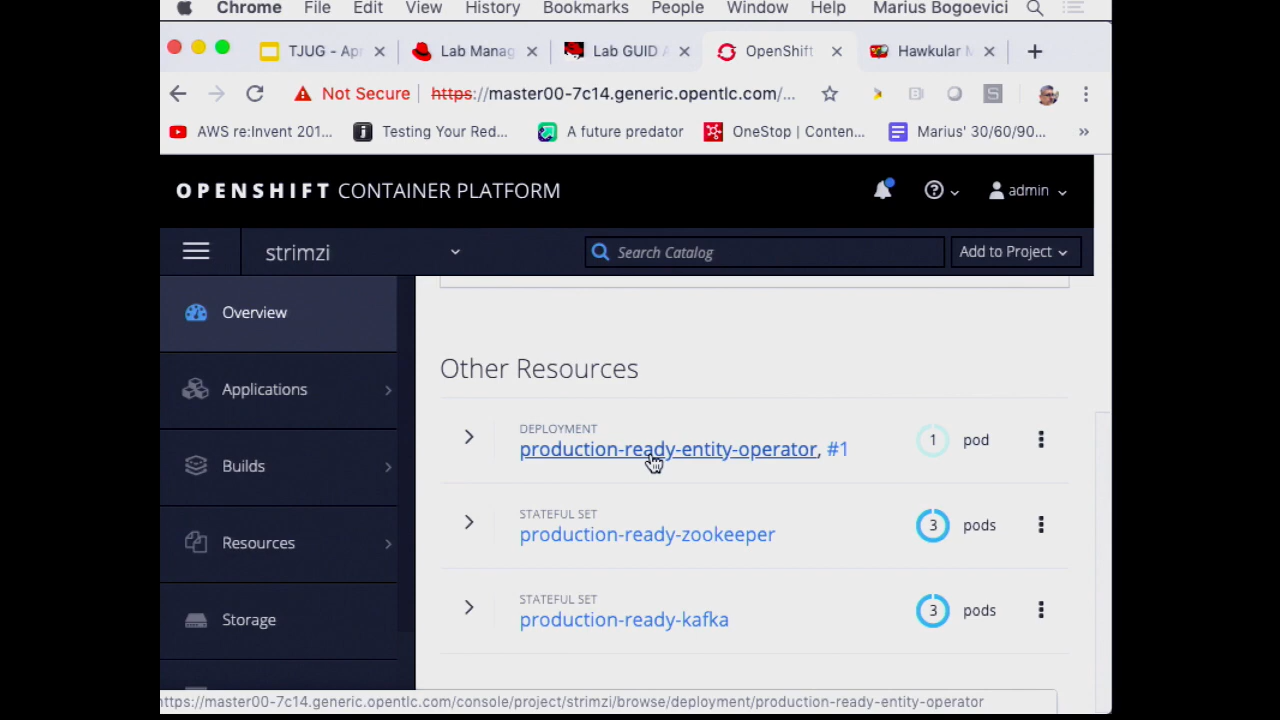 Chrome File Edit View History Bookmarks People Window Help Marius Bogoevici
TJUG - Apr Lab Manag Lab GUID OpenShift Hawkular M
Not Secure https://master00-7c14.generic.opentlc.com/...
AWS re:Invent 201... Testing Your Red... A future predator OneStop | Conten... Marius' 30/60/90... »
OPENSHIFT CONTAINER PLATFORM admin
strimzi Search Catalog Add to Project
Overview
Applications
Builds
Resources
Storage
Other Resources
DEPLOYMENT
production-ready-entity-operator, #1 1 pod
STATEFUL SET
production-ready-zookeeper 3 pods
STATEFUL SET
production-ready-kafka 3 pods
https://master00-7c14.generic.opentlc.com/console/project/strimzi/browse/deployment/production-ready-entity-operator